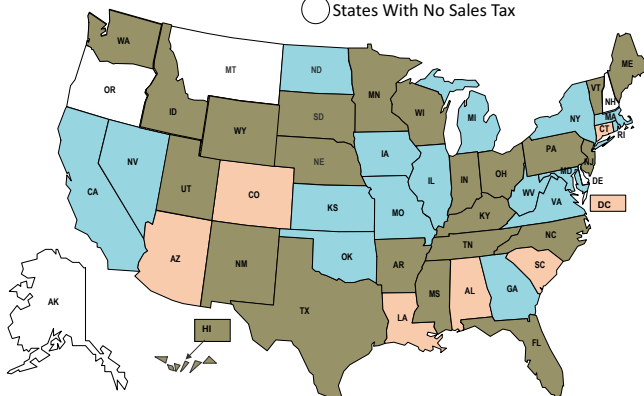 States With No Sales Tax
WA
ME
MT
ND
VT
OR
MN
NH
ID
SD
WI
NY
MA
MI
CT
RI
WY
PA
NE
IA
NJ
NV
IL
IN
OH
MD
DE
UT
CO
WV
CA
KS
MO
VA
DC
KY
NC
TN
AZ
NM
OK
AR
SC
MS
AL
GA
AK
TX
LA
HI
FL